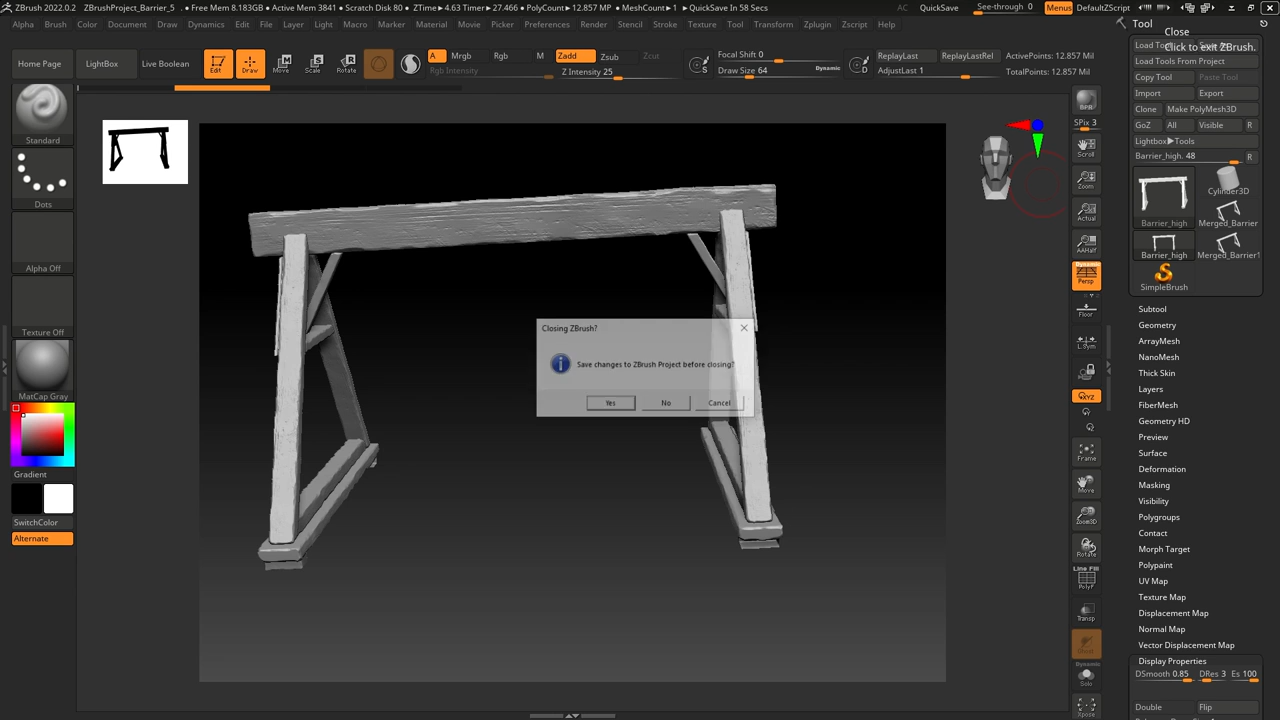 ZBrush 2022.0.2 ZBrushProject_Barrier_5 . ● Free Mem 8.183GB ● Active Mem 3841 ● Scratch Disk 80 ● ZTime▸4.63 Timer▸27.466 ● PolyCount▸12.857 MP ● MeshCount▸1 ● QuickSave In 58 Secs
AC QuickSave See-through 0 Menus DefaultZScript
Alpha Brush Color Document Draw Dynamics Edit File Layer Light Macro Marker Material Movie Picker Preferences Render Stencil Stroke Texture Tool Transform Zplugin Zscript Help
Home Page LightBox Live Boolean
Edit Draw Move Scale Rotate
A Mrgb Rgb M
Rgb Intensity
Zadd Zsub Zcut
Z Intensity 25
Focal Shift 0
Draw Size 64 Dynamic
S
D
ReplayLast ReplayLastRel
AdjustLast 1
ActivePoints: 12.857 Mil
TotalPoints: 12.857 Mil
Standard
Dots
Alpha Off
Texture Off
MatCap Gray
Gradient
SwitchColor
Alternate
Closing ZBrush?
Save changes to ZBrush Project before closing?
Yes No Cancel
BPR
SPix 3
Scroll
Zoom
Actual
AAHalf
Dynamic
Persp
Floor
L.Sym
XYZ
Frame
Move
Zoom3D
Rotate
Line Fill
PolyF
Transp
Dynamic
Solo
Xpose
Tool
Close
Click to exit ZBrush.
Load Tools From Project
Copy Tool Paste Tool
Import Export
Clone Make PolyMesh3D
GoZ All Visible R
Lightbox▸Tools
Barrier_high. 48 R
Barrier_high
Cylinder3D
Merged_Barrier
Barrier_high
Merged_Barrier1
SimpleBrush
Subtool
Geometry
ArrayMesh
NanoMesh
Thick Skin
Layers
FiberMesh
Geometry HD
Preview
Surface
Deformation
Masking
Visibility
Polygroups
Contact
Morph Target
Polypaint
UV Map
Texture Map
Displacement Map
Normal Map
Vector Displacement Map
Display Properties
DSmooth 0.85 DRes 3 Es 100
Double Flip